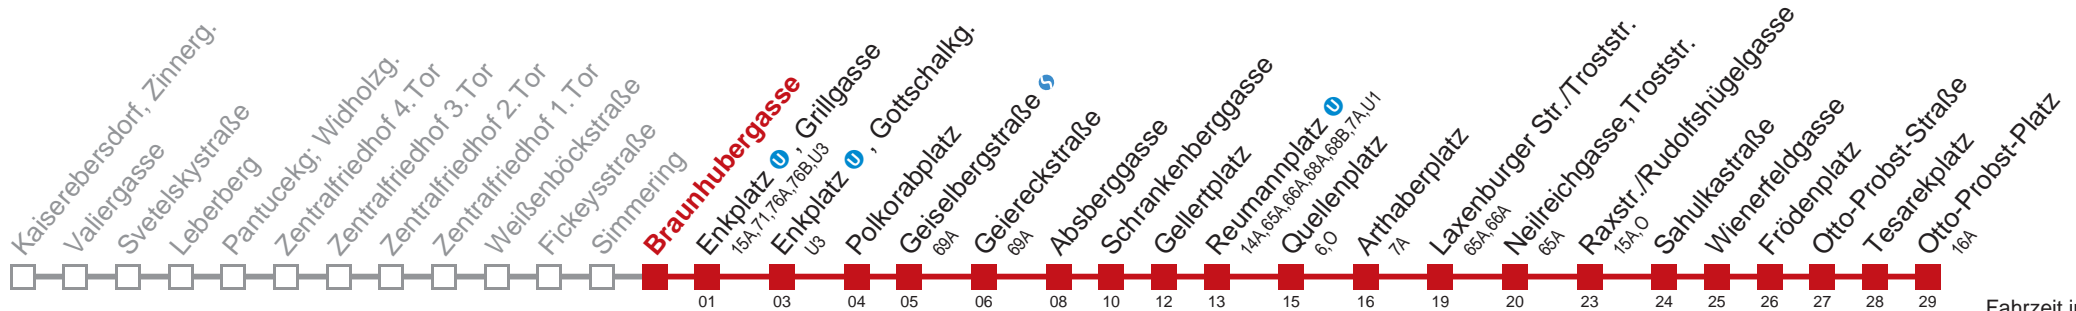 Kaiserebersdorf, Zinnerg.
Valiergasse
Svetelskystraße
Leberberg
Pantucekg; Widholzg.
Zentralfriedhof 4.Tor
Zentralfriedhof 3.Tor
Zentralfriedhof 2.Tor
Zentralfriedhof 1.Tor
Weißenböckstraße
Fickeysstraße
Simmering
Braunhubergasse
Enkplatz U , Grillgasse
15A,71,76A,76B,U3
01
Enkplatz U , Gottschalkg.
U3
03
Polkorabplatz
04
Geiselbergstraße S
69A
05
Geiereckstraße
69A
06
Absberggasse
08
Schrankenberggasse
10
Gellertplatz
12
Reumannplatz U
14A,65A,66A,68A,68B,7A,U1
13
Quellenplatz
6,O
15
Arthaberplatz
7A
16
Laxenburger Str./Troststr.
65A,66A
19
Neilreichgasse,Troststr.
65A
20
Raxstr./Rudolfshügelgasse
15A,O
23
Sahulkastraße
24
Wienerfeldgasse
25
Frödenplatz
26
Otto-Probst-Straße
27
Tesarekplatz
28
Otto-Probst-Platz
16A
29
Fahrzeit i